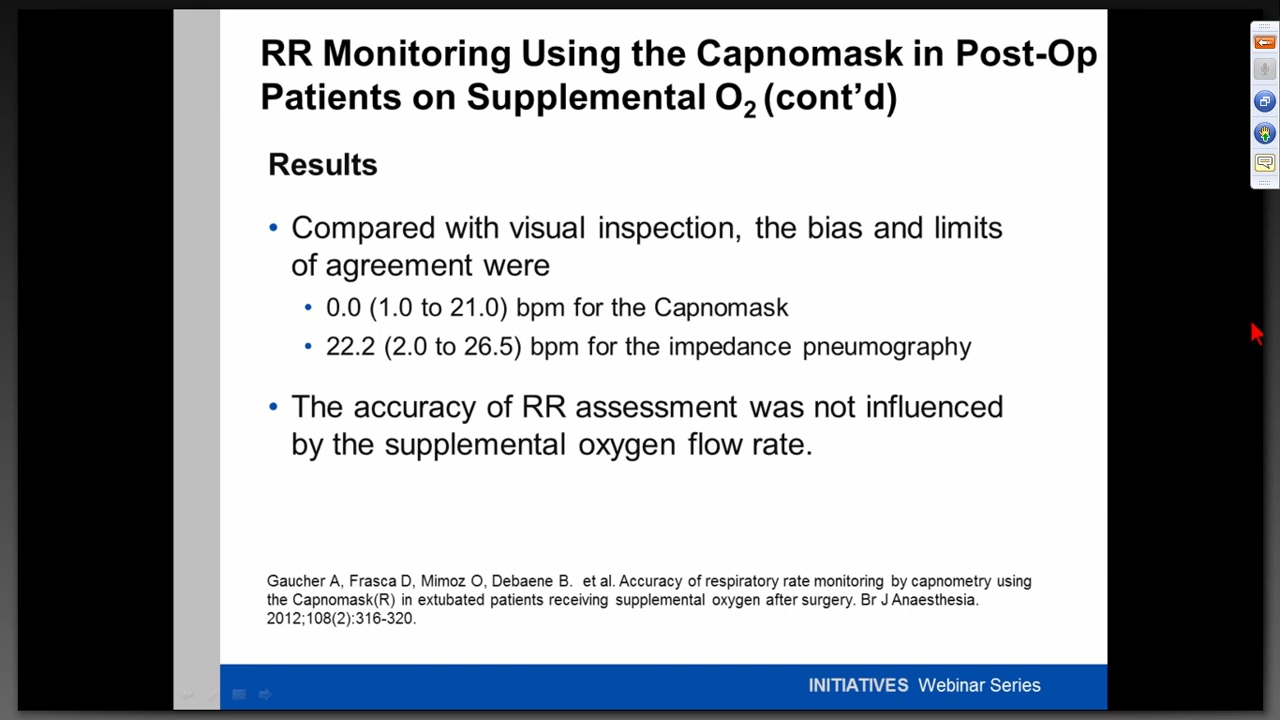 RR Monitoring Using the Capnomask in Post-Op
Patients on Supplemental O₂ (cont’d)
Results
• Compared with visual inspection, the bias and limits
of agreement were
• 0.0 (1.0 to 21.0) bpm for the Capnomask
• 22.2 (2.0 to 26.5) bpm for the impedance pneumography
• The accuracy of RR assessment was not influenced
by the supplemental oxygen flow rate.
Gaucher A, Frasca D, Mimoz O, Debaene B. et al. Accuracy of respiratory rate monitoring by capnometry using
the Capnomask(R) in extubated patients receiving supplemental oxygen after surgery. Br J Anaesthesia.
2012;108(2):316-320.
INITIATIVES Webinar Series